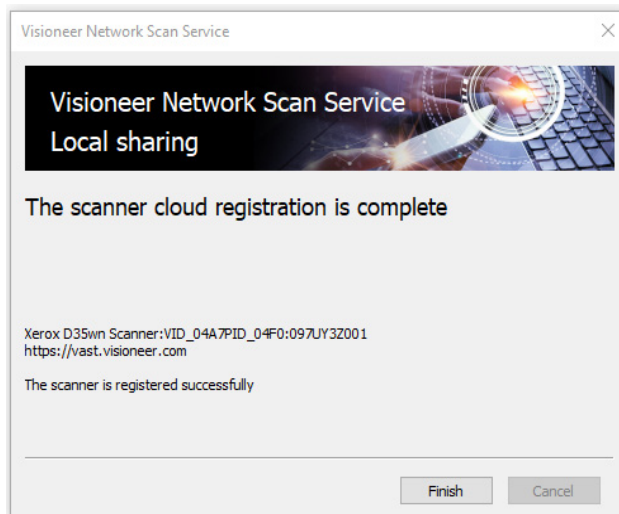 Visioneer Network Scan Service
Visioneer Network Scan Service
Local sharing
The scanner cloud registration is complete
Xerox D35wn Scanner:VID_04A7PID_04F0:097UY3Z001
https://vast.visioneer.com
The scanner is registered successfully
Finish Cancel